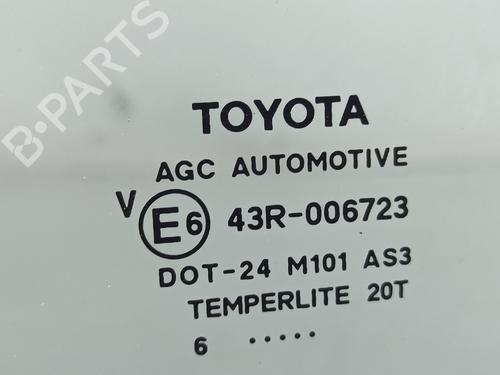 B-PARTS
TOYOTA
AGC AUTOMOTIVE
V E6 43R-006723
DOT-24 M101 AS3
TEMPERLITE 20T
6 .....